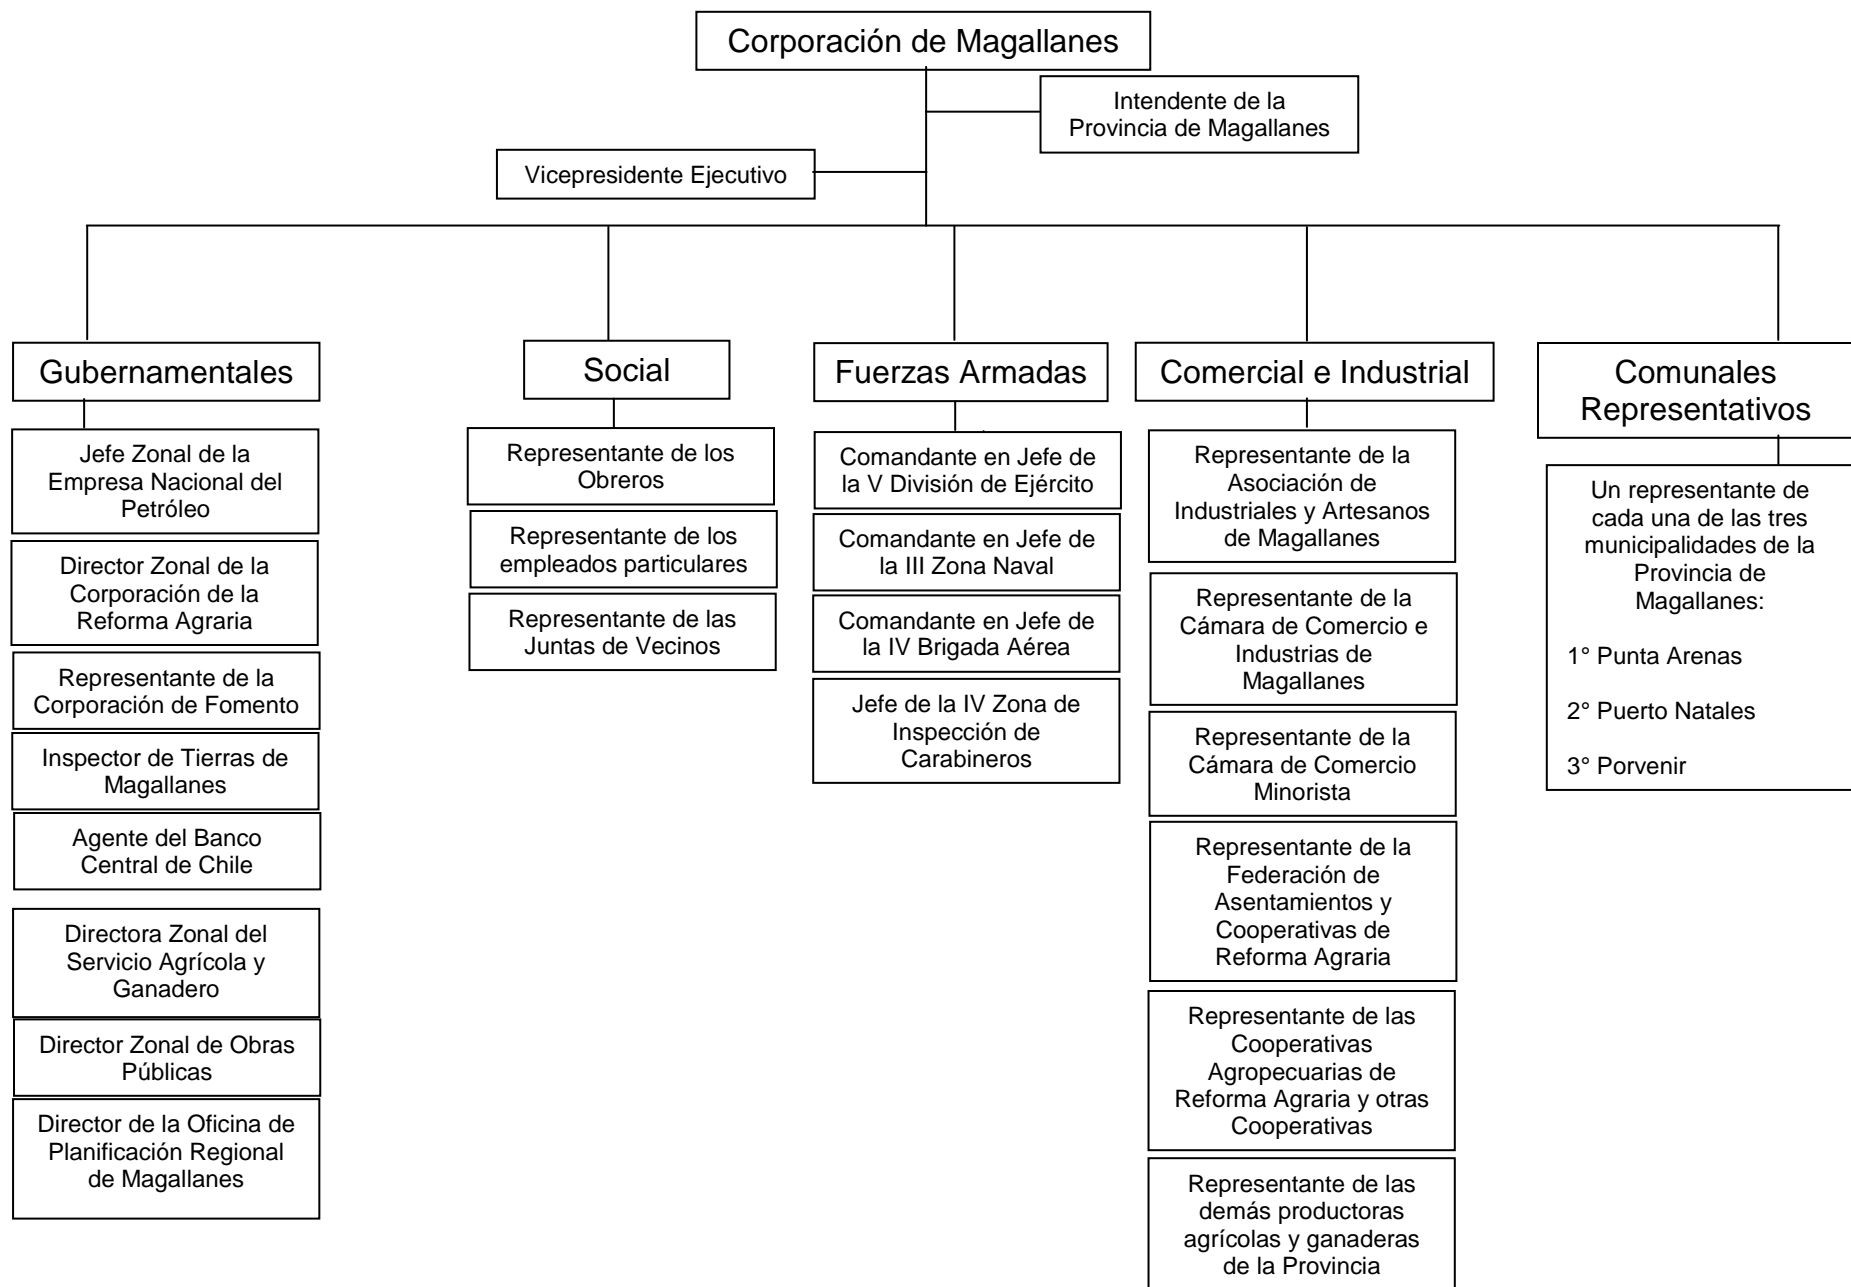 Corporación de Magallanes
Intendente de la
Provincia de Magallanes
Vicepresidente Ejecutivo
Gubernamentales
Jefe Zonal de la
Empresa Nacional del
Petróleo
Director Zonal de la
Corporación de la
Reforma Agraria
Representante de la
Corporación de Fomento
Inspector de Tierras de
Magallanes
Agente del Banco
Central de Chile
Directora Zonal del
Servicio Agrícola y
Ganadero
Director Zonal de Obras
Públicas
Director de la Oficina de
Planificación Regional
de Magallanes
Social
Representante de los
Obreros
Representante de los
empleados particulares
Representante de las
Juntas de Vecinos
Fuerzas Armadas
Comandante en Jefe de
la V División de Ejército
Comandante en Jefe de
la III Zona Naval
Comandante en Jefe de
la IV Brigada Aérea
Jefe de la IV Zona de
Inspección de
Carabineros
Comercial e Industrial
Representante de la
Asociación de
Industriales y Artesanos
de Magallanes
Representante de la
Cámara de Comercio e
Industrias de
Magallanes
Representante de la
Cámara de Comercio
Minorista
Representante de la
Federación de
Asentamientos y
Cooperativas de
Reforma Agraria
Representante de las
Cooperativas
Agropecuarias de
Reforma Agraria y otras
Cooperativas
Representante de las
demás productoras
agrícolas y ganaderas
de la Provincia
Comunales
Representativos
Un representante de
cada una de las tres
municipalidades de la
Provincia de
Magallanes:
1° Punta Arenas
2° Puerto Natales
3° Porvenir